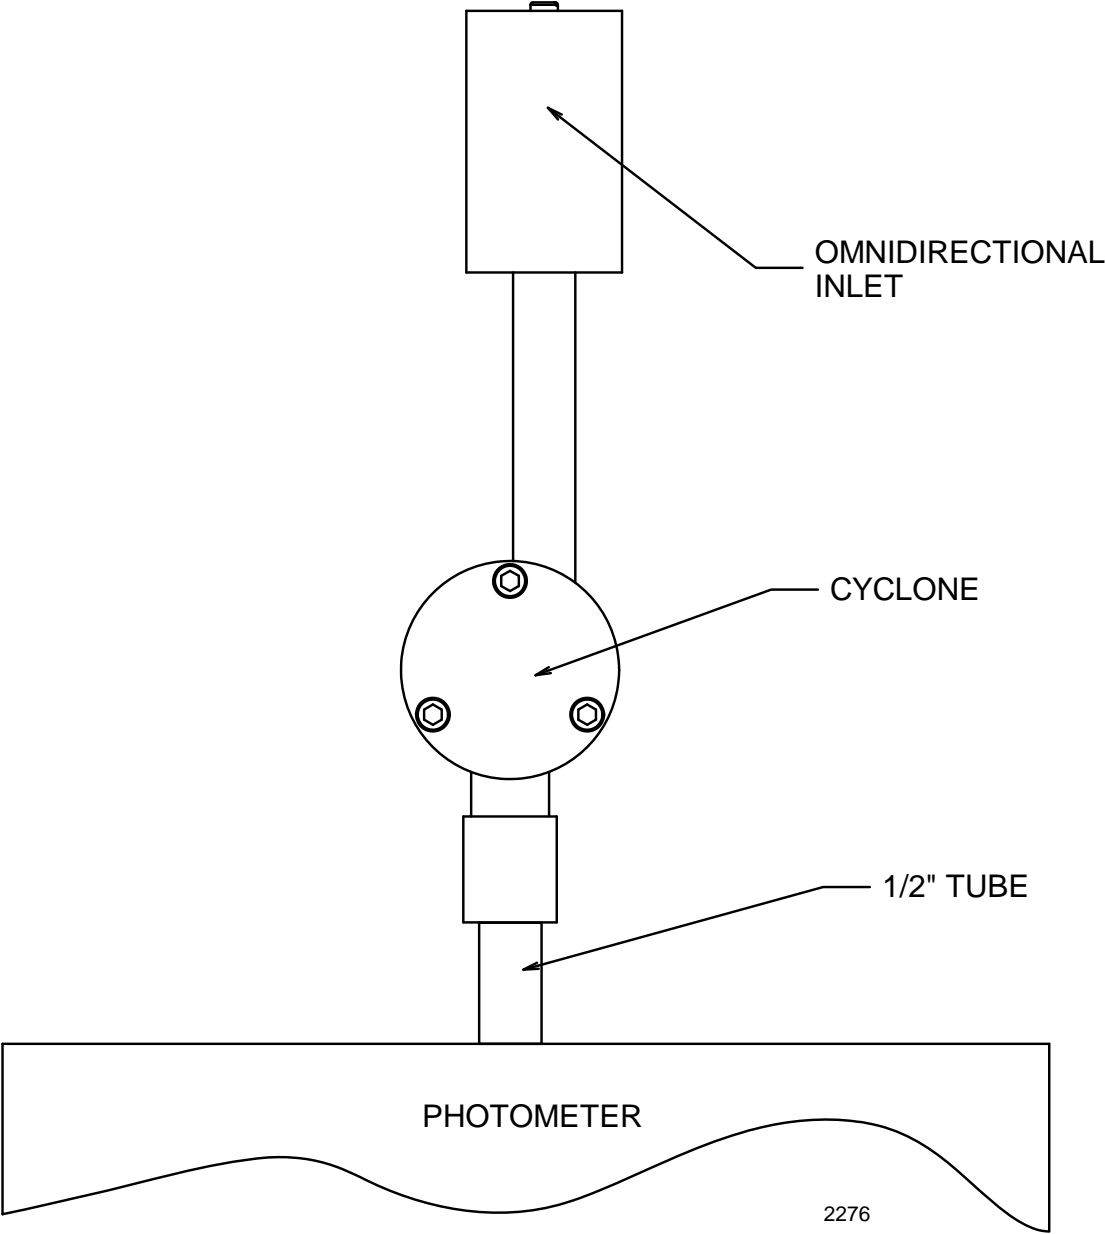 OMNIDIRECTIONAL
INLET
CYCLONE
1/2" TUBE
PHOTOMETER
2276